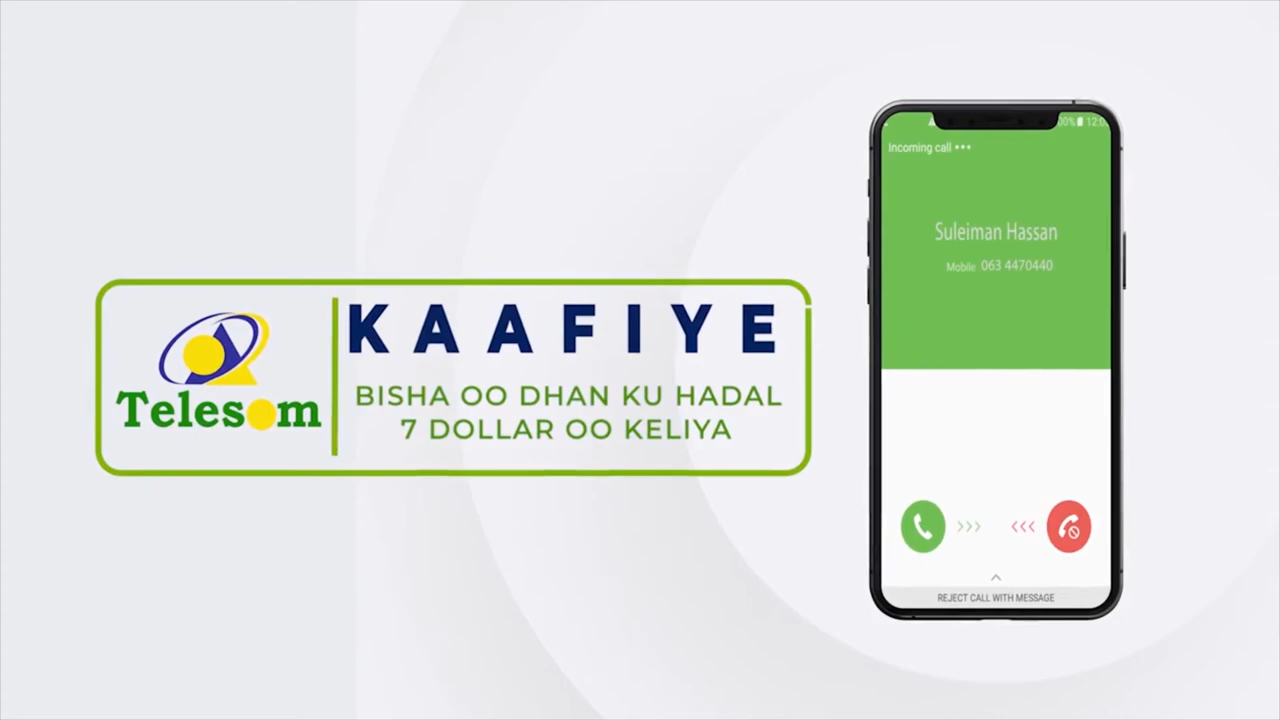 Telesom
KAAFIYE
BISHA OO DHAN KU HADAL
7 DOLLAR OO KELIYA
Incoming call •••
Suleiman Hassan
Mobile 063 4470440
REJECT CALL WITH MESSAGE